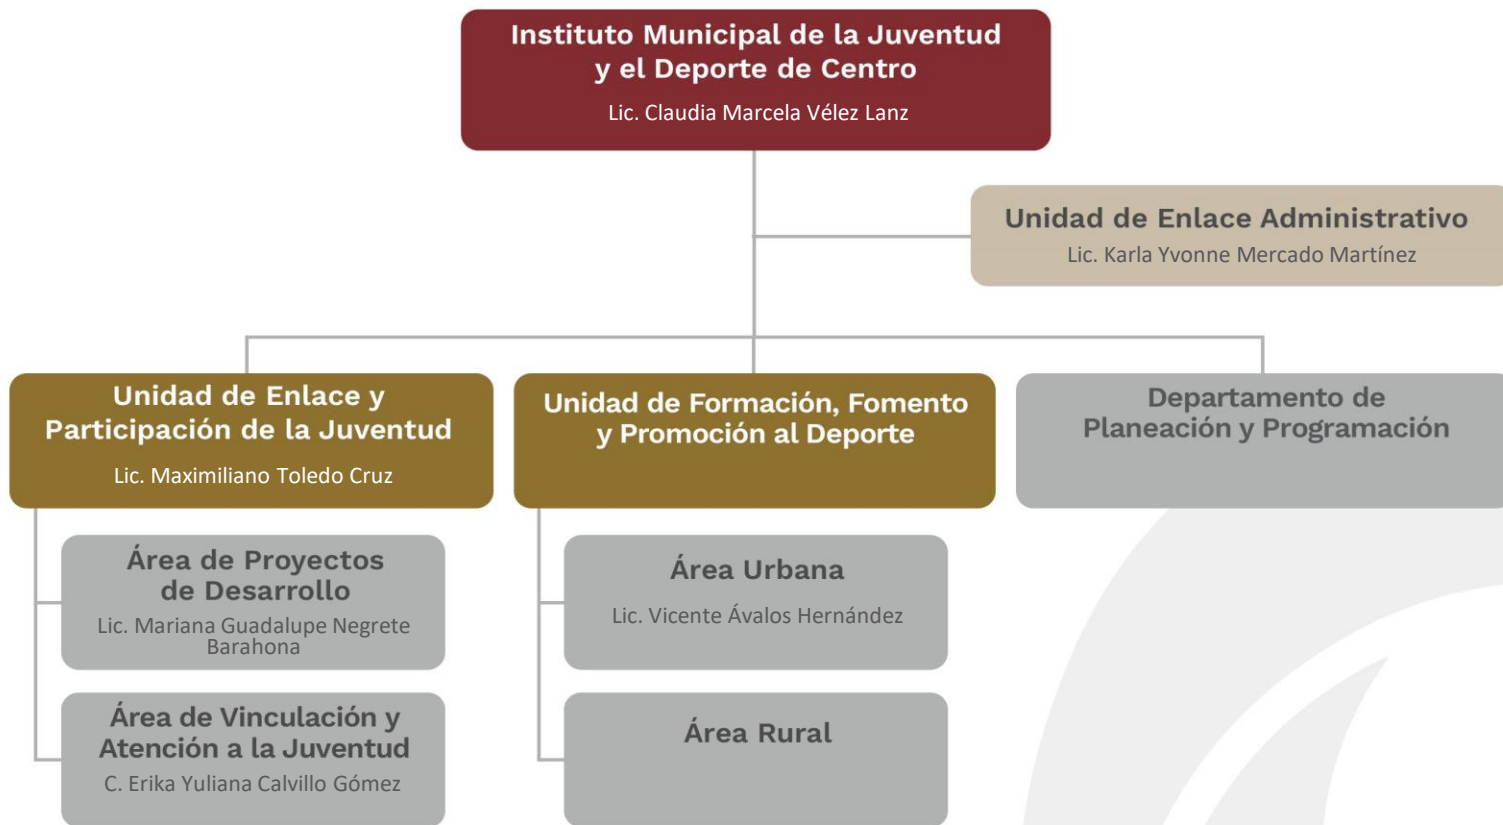 Instituto Municipal de la Juventud
y el Deporte de Centro
Lic. Claudia Marcela Vélez Lanz
Unidad de Enlace Administrativo
Lic. Karla Yvonne Mercado Martínez
Unidad de Enlace y
Participación de la Juventud
Lic. Maximiliano Toledo Cruz
Unidad de Formación, Fomento
y Promoción al Deporte
Departamento de
Planeación y Programación
Área de Proyectos
de Desarrollo
Lic. Mariana Guadalupe Negrete
Barahona
Área Urbana
Lic. Vicente Ávalos Hernández
Área de Vinculación y
Atención a la Juventud
C. Erika Yuliana Calvillo Gómez
Área Rural